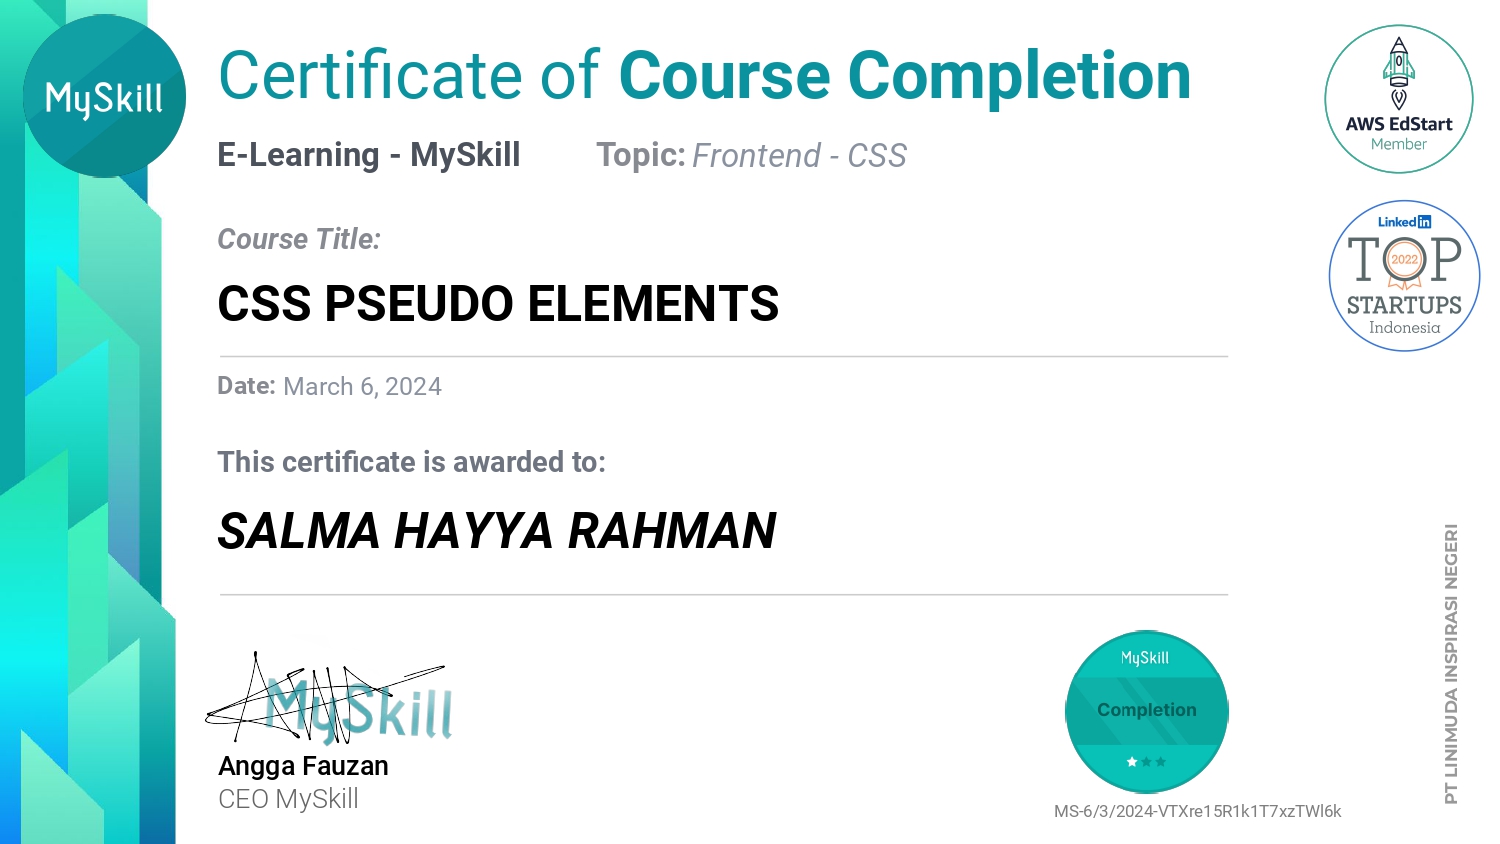 MySkill
Certificate of Course Completion
E-Learning - MySkill Topic: Frontend - CSS
AWS EdStart
Member
LinkedIn
TOP
2022
STARTUPS
Indonesia
Course Title:
CSS PSEUDO ELEMENTS
Date: March 6, 2024
This certificate is awarded to:
SALMA HAYYA RAHMAN
MySkill
Angga Fauzan
CEO MySkill
MySkill
Completion
MS-6/3/2024-VTXre15R1k1T7xzTWl6k
PT LINIMUDA INSPIRASI NEGERI